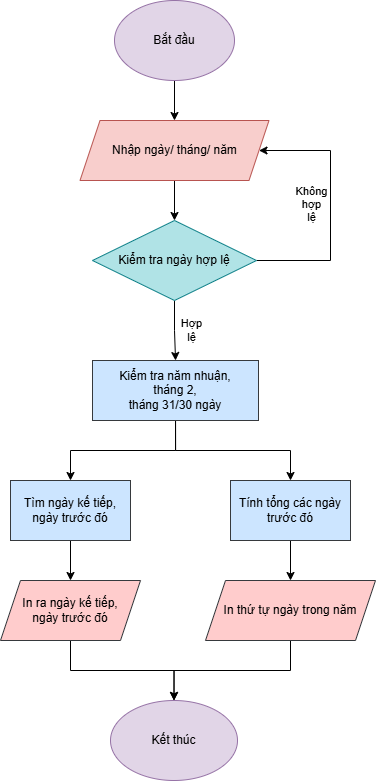 Bắt đầu
Nhập ngày/ tháng/ năm
Không
hợp
lệ
Kiểm tra ngày hợp lệ
Hợp
lệ
Kiểm tra năm nhuận,
tháng 2,
tháng 31/30 ngày
Tìm ngày kế tiếp,
ngày trước đó
Tính tổng các ngày
trước đó
In ra ngày kế tiếp,
ngày trước đó
In thứ tự ngày trong năm
Kết thúc